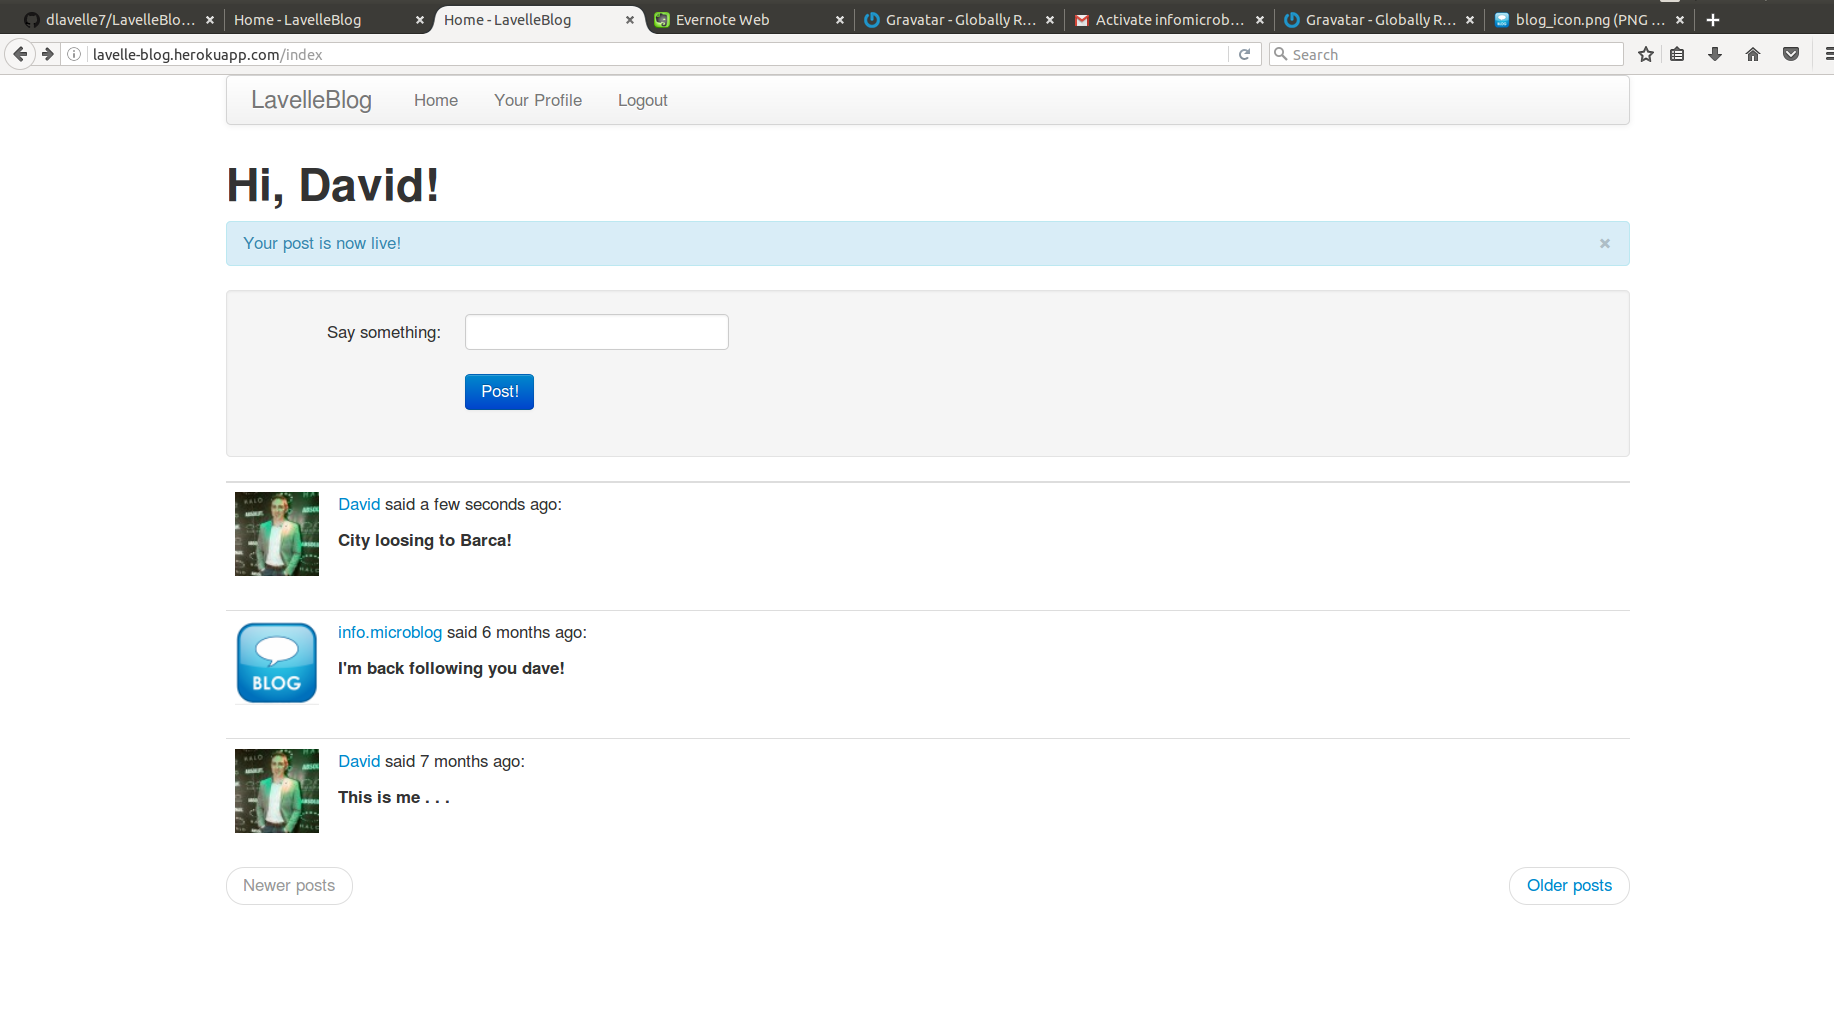 dlavelle7/LavelleBlo...
Home - LavelleBlog
Home - LavelleBlog
Evernote Web
Gravatar - Globally R...
Activate infomicrob...
Gravatar - Globally R...
blog_icon.png (PNG ...
lavelle-blog.herokuapp.com/index
Search
LavelleBlog Home Your Profile Logout
Hi, David!
Your post is now live!
Say something:
Post!
David said a few seconds ago:
City loosing to Barca!
info.microblog said 6 months ago:
I'm back following you dave!
BLOG
David said 7 months ago:
This is me . . .
Newer posts
Older posts